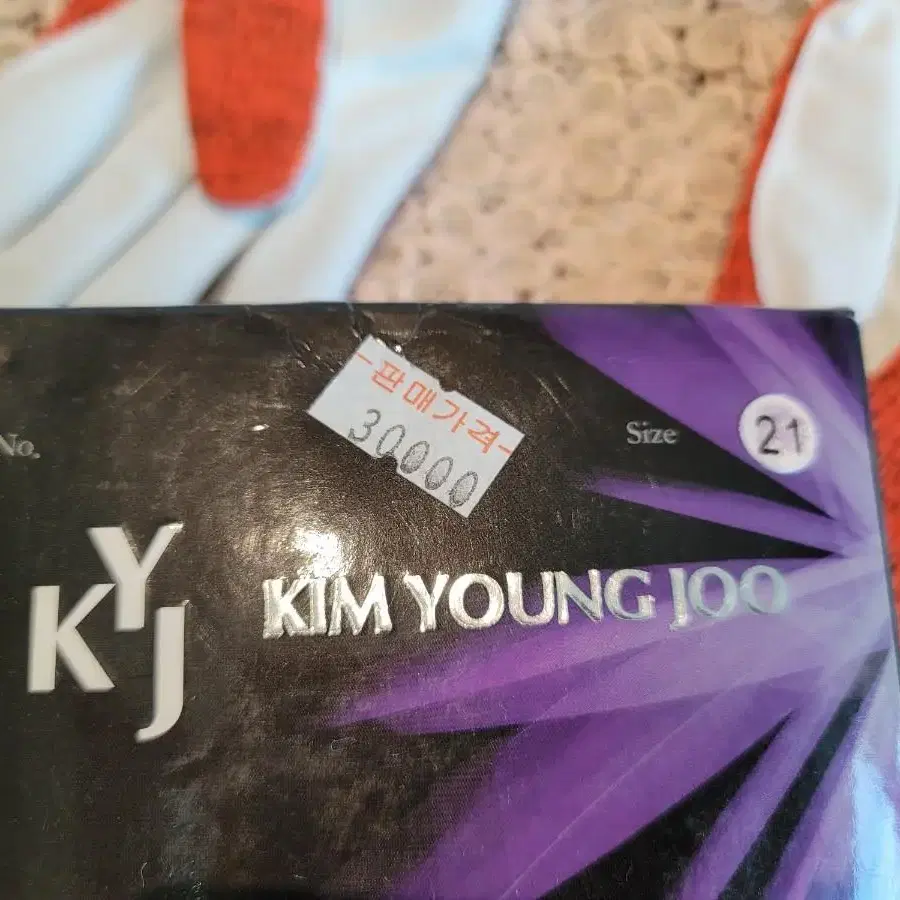 판매가격
30000
No.
Size
21
KYJ
KIM YOUNG JOO